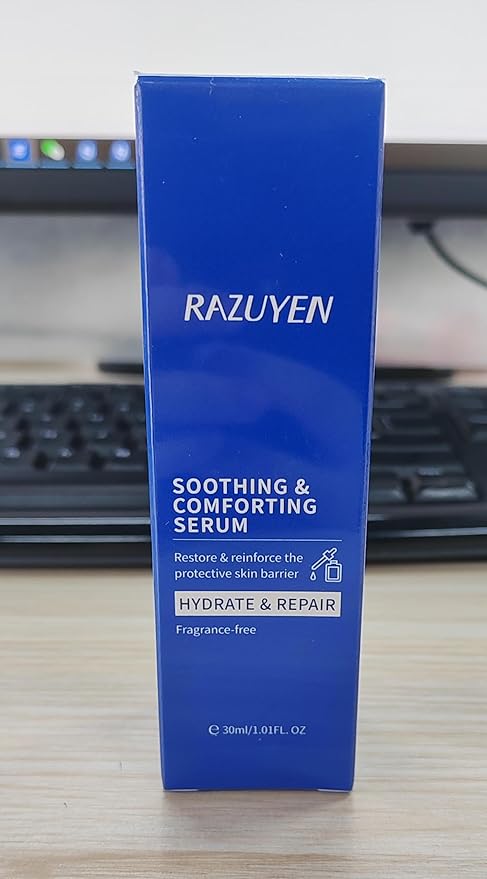 RAZUYEN
SOOTHING &
COMFORTING
SERUM
Restore & reinforce the
protective skin barrier
HYDRATE & REPAIR
Fragrance-free
℮ 30ml/1.01FL. OZ